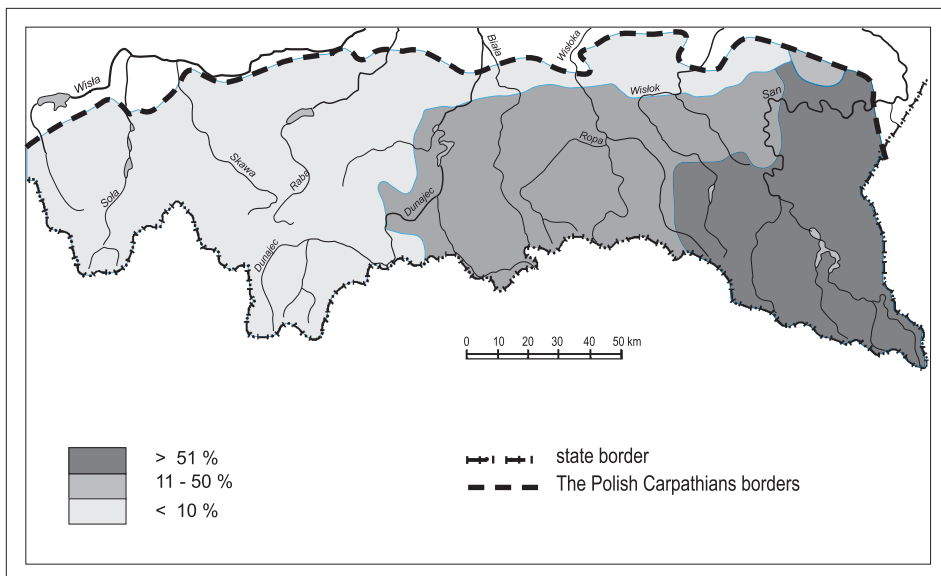 Wisła
Biała
Wisłoka
Wisłok
San
Soła
Skawa
Raba
Ropa
Dunajec
Dunajec
0 10 20 30 40 50 km
> 51 %
11 - 50 %
< 10 %
state border
The Polish Carpathians borders